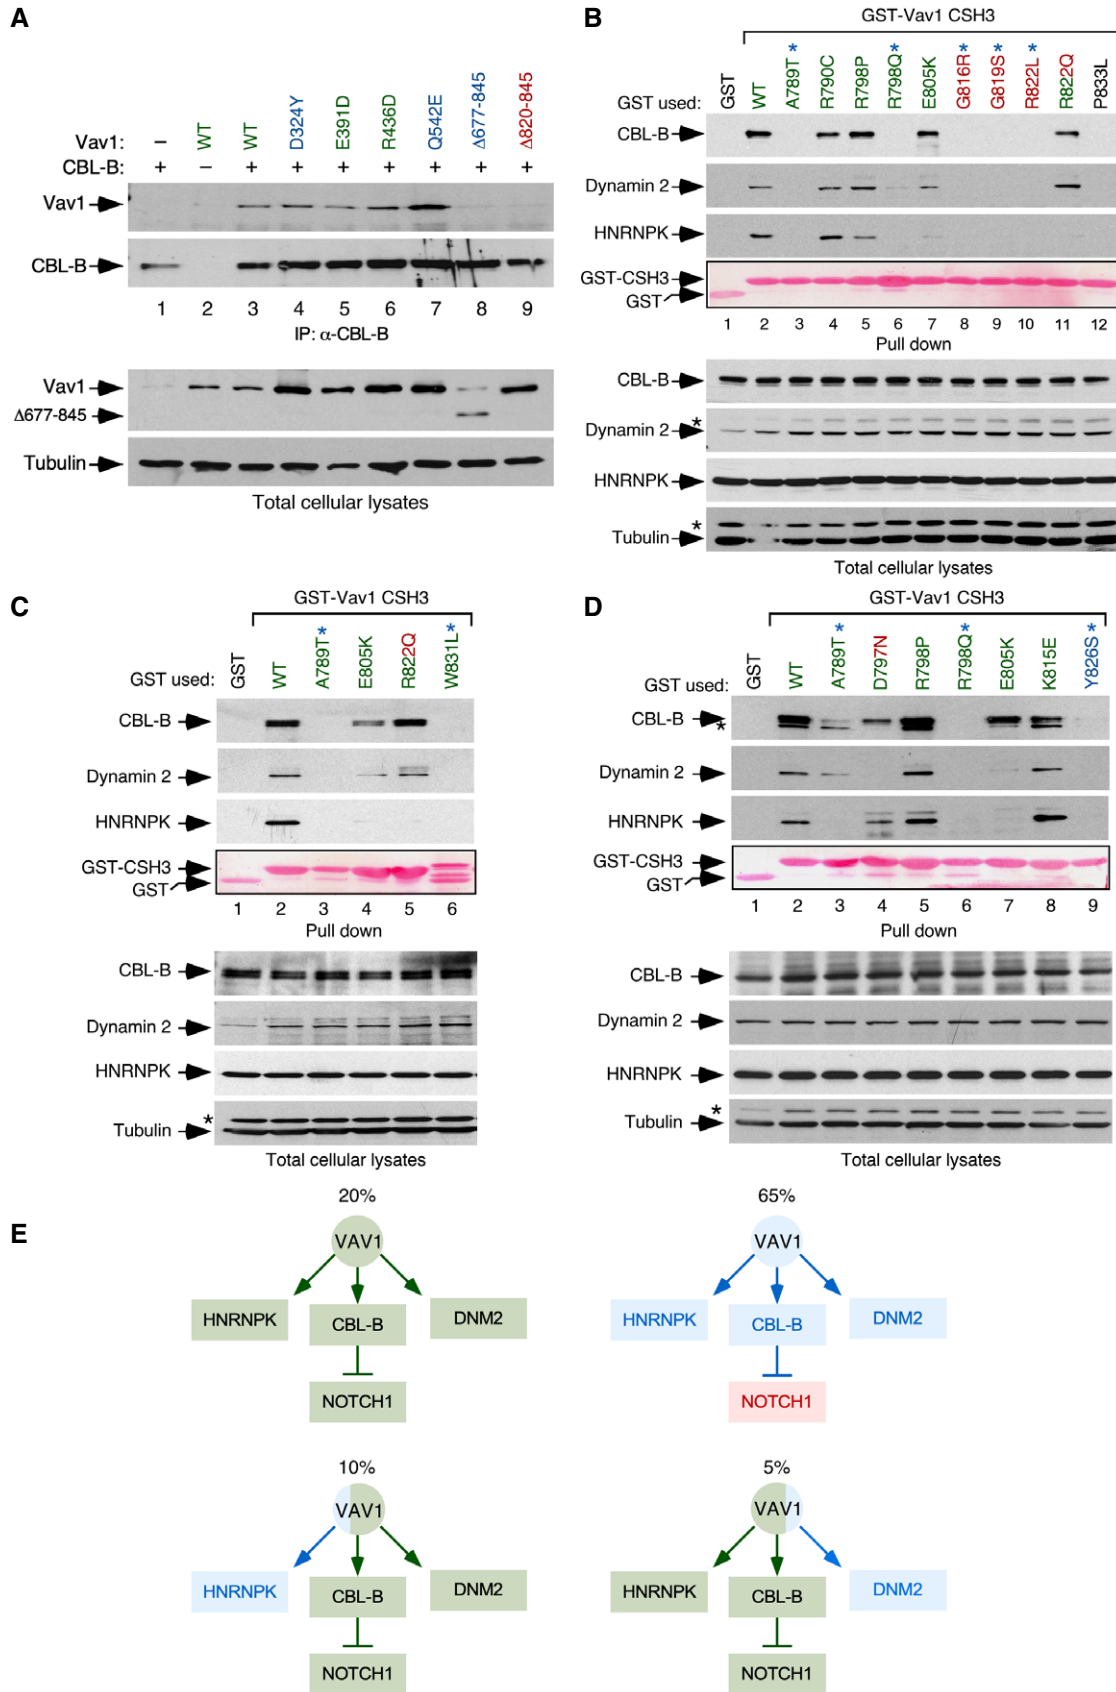 A
Vav1: – WT WT D324Y E391D R436D Q542E Δ677-845 Δ820-845
CBL-B: + – + + + + + + +
Vav1
CBL-B
1 2 3 4 5 6 7 8 9
IP: α-CBL-B
Vav1
Δ677-845
Tubulin
Total cellular lysates
B
GST-Vav1 CSH3
GST used: GST WT A789T* R790C R798P R798Q* E805K G816R* G819S* R822L* R822Q P833L
CBL-B
Dynamin 2
HNRNPK
GST-CSH3
GST
1 2 3 4 5 6 7 8 9 10 11 12
Pull down
CBL-B
*
Dynamin 2
HNRNPK
*
Tubulin
Total cellular lysates
C
GST-Vav1 CSH3
GST used: GST WT A789T* E805K R822Q W831L*
CBL-B
Dynamin 2
HNRNPK
GST-CSH3
GST
1 2 3 4 5 6
Pull down
CBL-B
Dynamin 2
HNRNPK
*
Tubulin
Total cellular lysates
D
GST-Vav1 CSH3
GST used: GST WT A789T* D797N R798P R798Q* E805K K815E Y826S*
CBL-B
*
Dynamin 2
HNRNPK
GST-CSH3
GST
1 2 3 4 5 6 7 8 9
Pull down
CBL-B
Dynamin 2
HNRNPK
*
Tubulin
Total cellular lysates
E
20%
VAV1
HNRNPK CBL-B DNM2
NOTCH1
65%
VAV1
HNRNPK CBL-B DNM2
NOTCH1
10%
VAV1
HNRNPK CBL-B DNM2
NOTCH1
5%
VAV1
HNRNPK CBL-B DNM2
NOTCH1